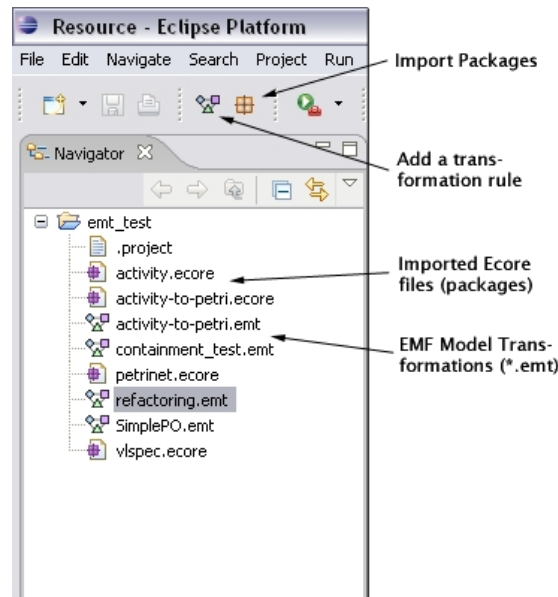 Resource - Eclipse Platform
File Edit Navigate Search Project Run
Import Packages
Navigator
Add a trans-
formation rule
emt_test
.project
activity.ecore
activity-to-petri.ecore
activity-to-petri.emt
containment_test.emt
petrinet.ecore
refactoring.emt
SimplePO.emt
vlspec.ecore
Imported Ecore
files (packages)
EMF Model Trans-
formations (*.emt)